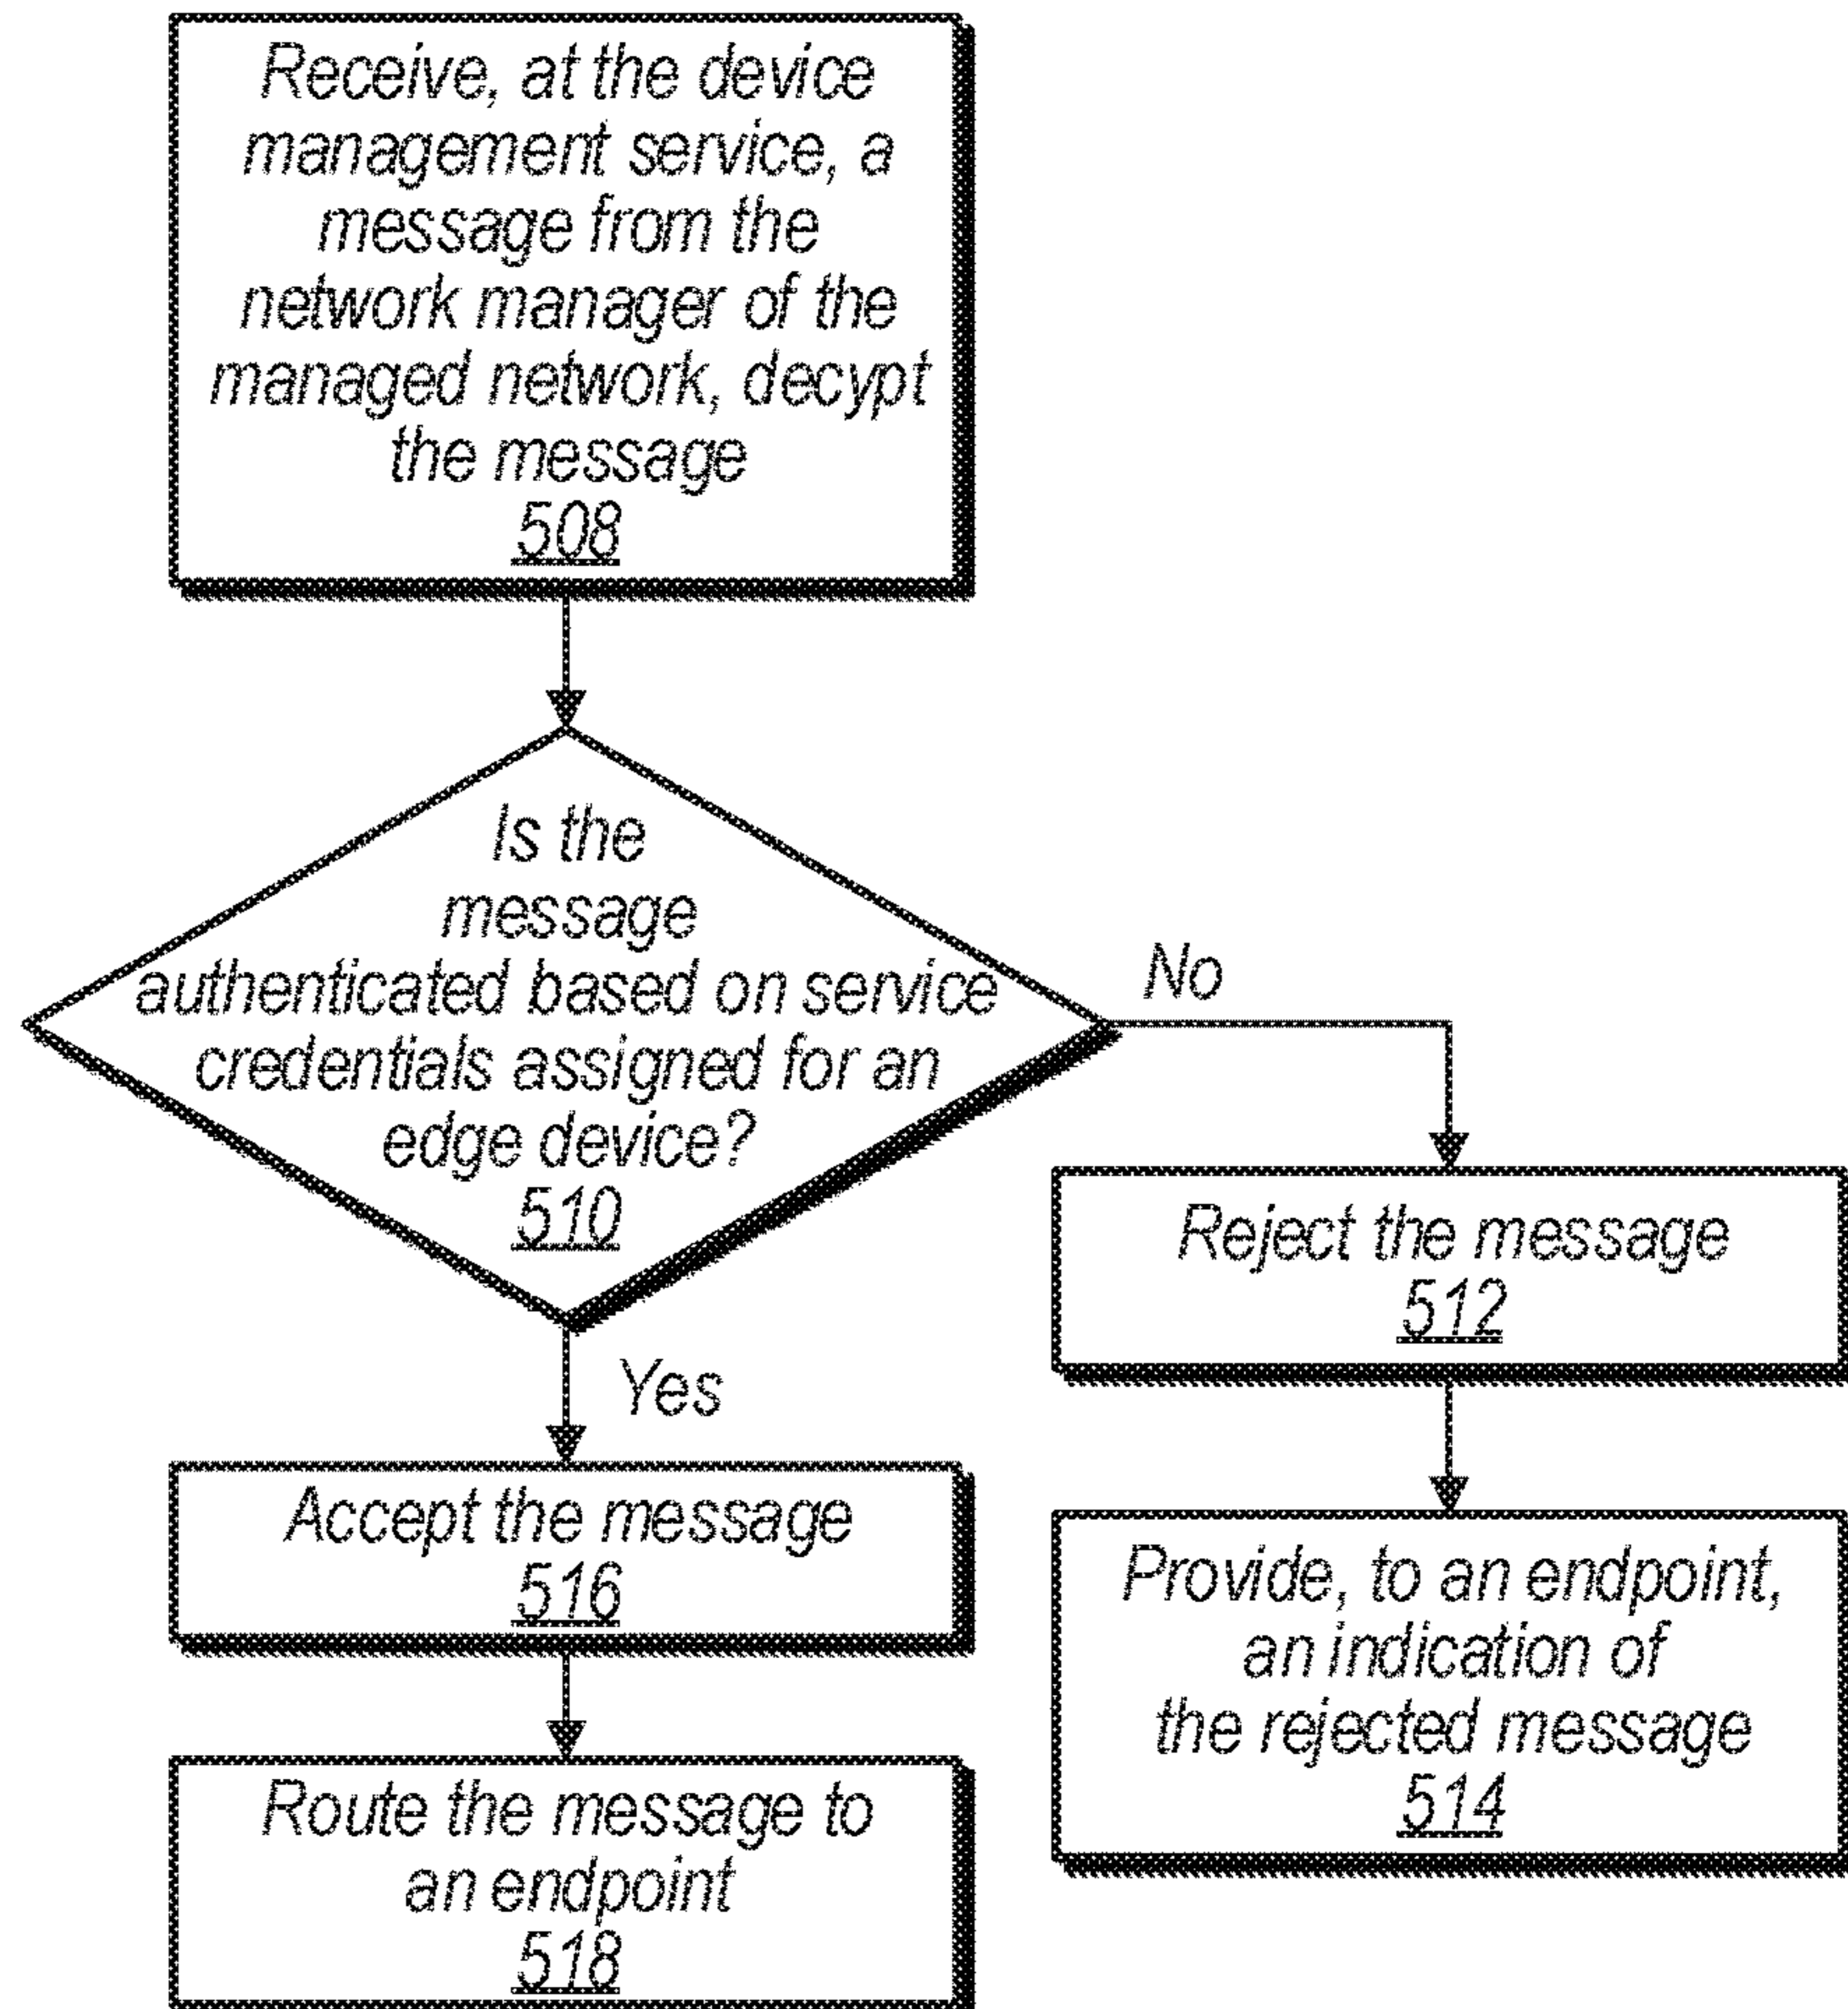 Receive, at the device
management service, a
message from the
network manager of the
managed network, decypt
the message
508
Is the
message
authenticated based on service
credentials assigned for an
edge device?
510
No
Yes
Reject the message
512
Provide, to an endpoint,
an indication of
the rejected message
514
Accept the message
516
Route the message to
an endpoint
518